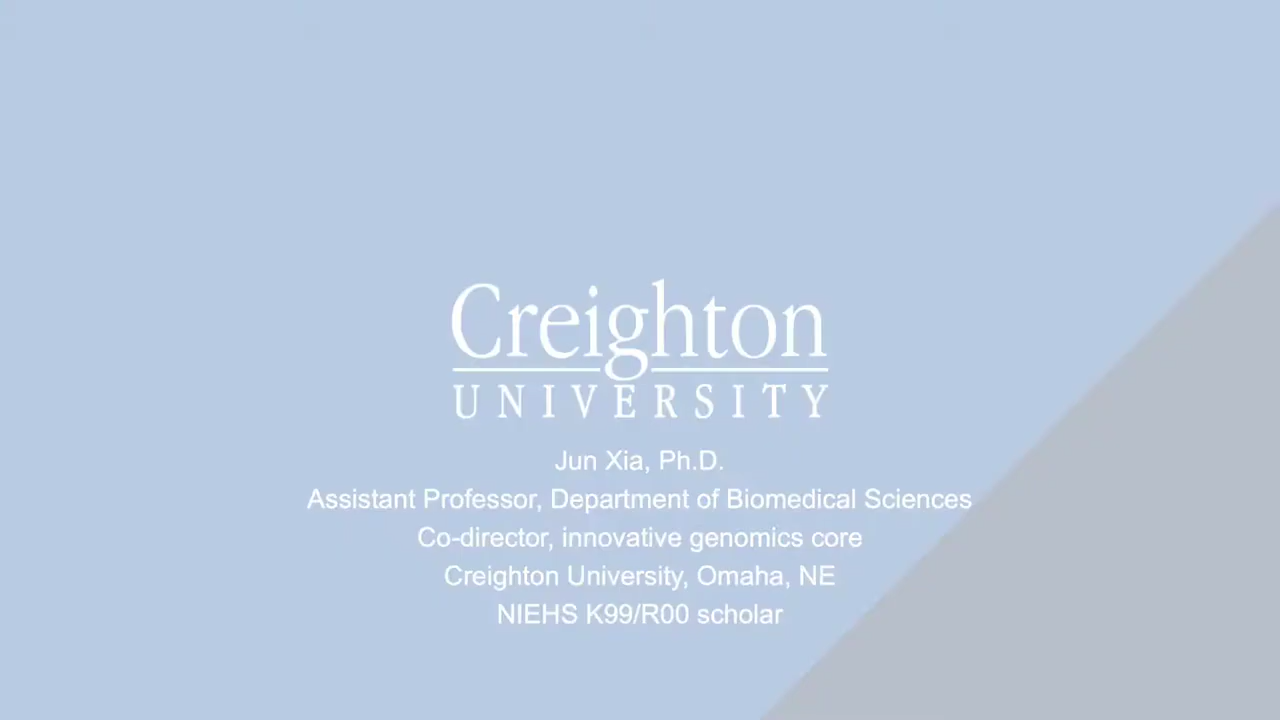 Creighton
UNIVERSITY
Jun Xia, Ph.D.
Assistant Professor, Department of Biomedical Sciences
Co-director, innovative genomics core
Creighton University, Omaha, NE
NIEHS K99/R00 scholar